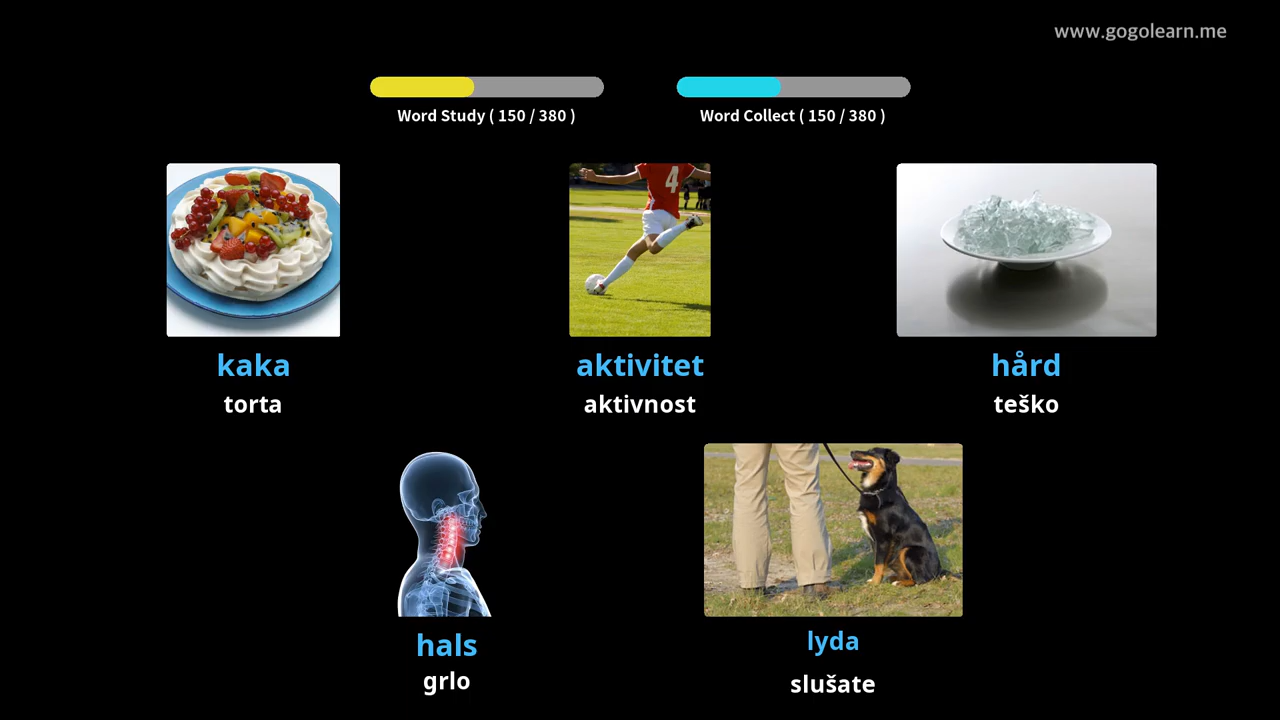 www.gogolearn.me
Word Study ( 150 / 380 )
Word Collect ( 150 / 380 )
kaka
torta
aktivitet
aktivnost
hård
teško
hals
grlo
lyda
slušate
4